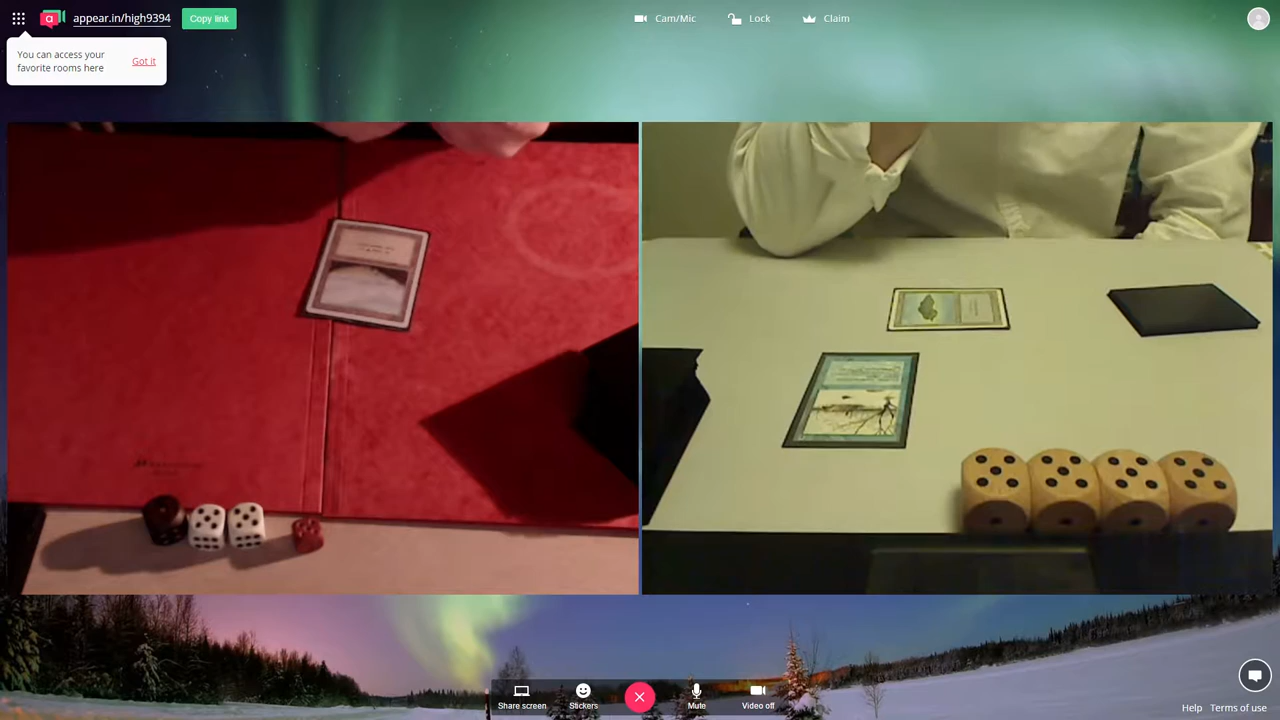 appear.in/high9394
Copy link
Cam/Mic
Lock
Claim
You can access your
favorite rooms here
Got it
Share screen
Stickers
Mute
Video off
Help
Terms of use